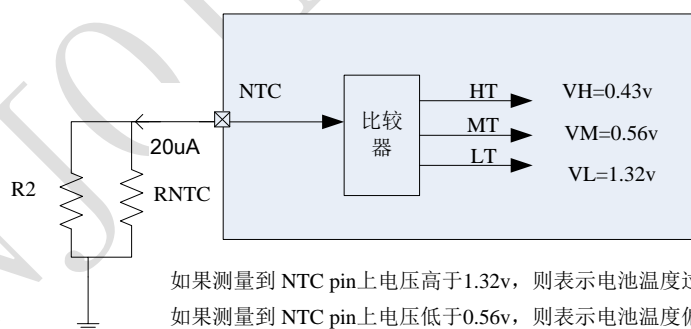 NTC
比较
器
HT
MT
LT
VH=0.43v
VM=0.56v
VL=1.32v
20uA
R2
RNTC
如果测量到 NTC pin上电压高于1.32v，则表示电池温度过
如果测量到 NTC pin上电压低于0.56v，则表示电池温度偏